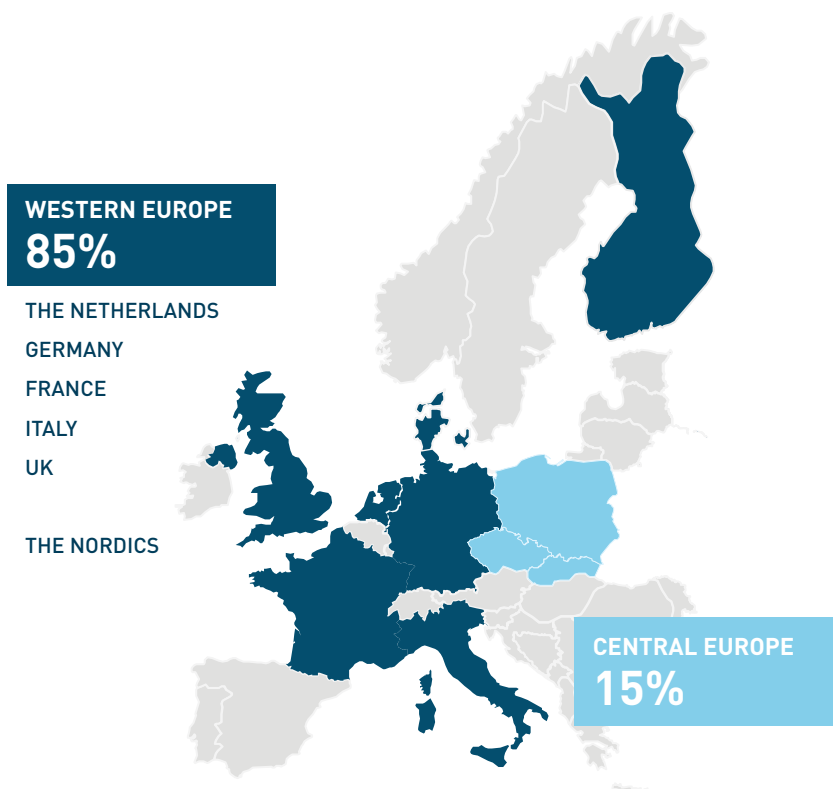 WESTERN EUROPE
85%
THE NETHERLANDS
GERMANY
FRANCE
ITALY
UK
THE NORDICS
CENTRAL EUROPE
15%